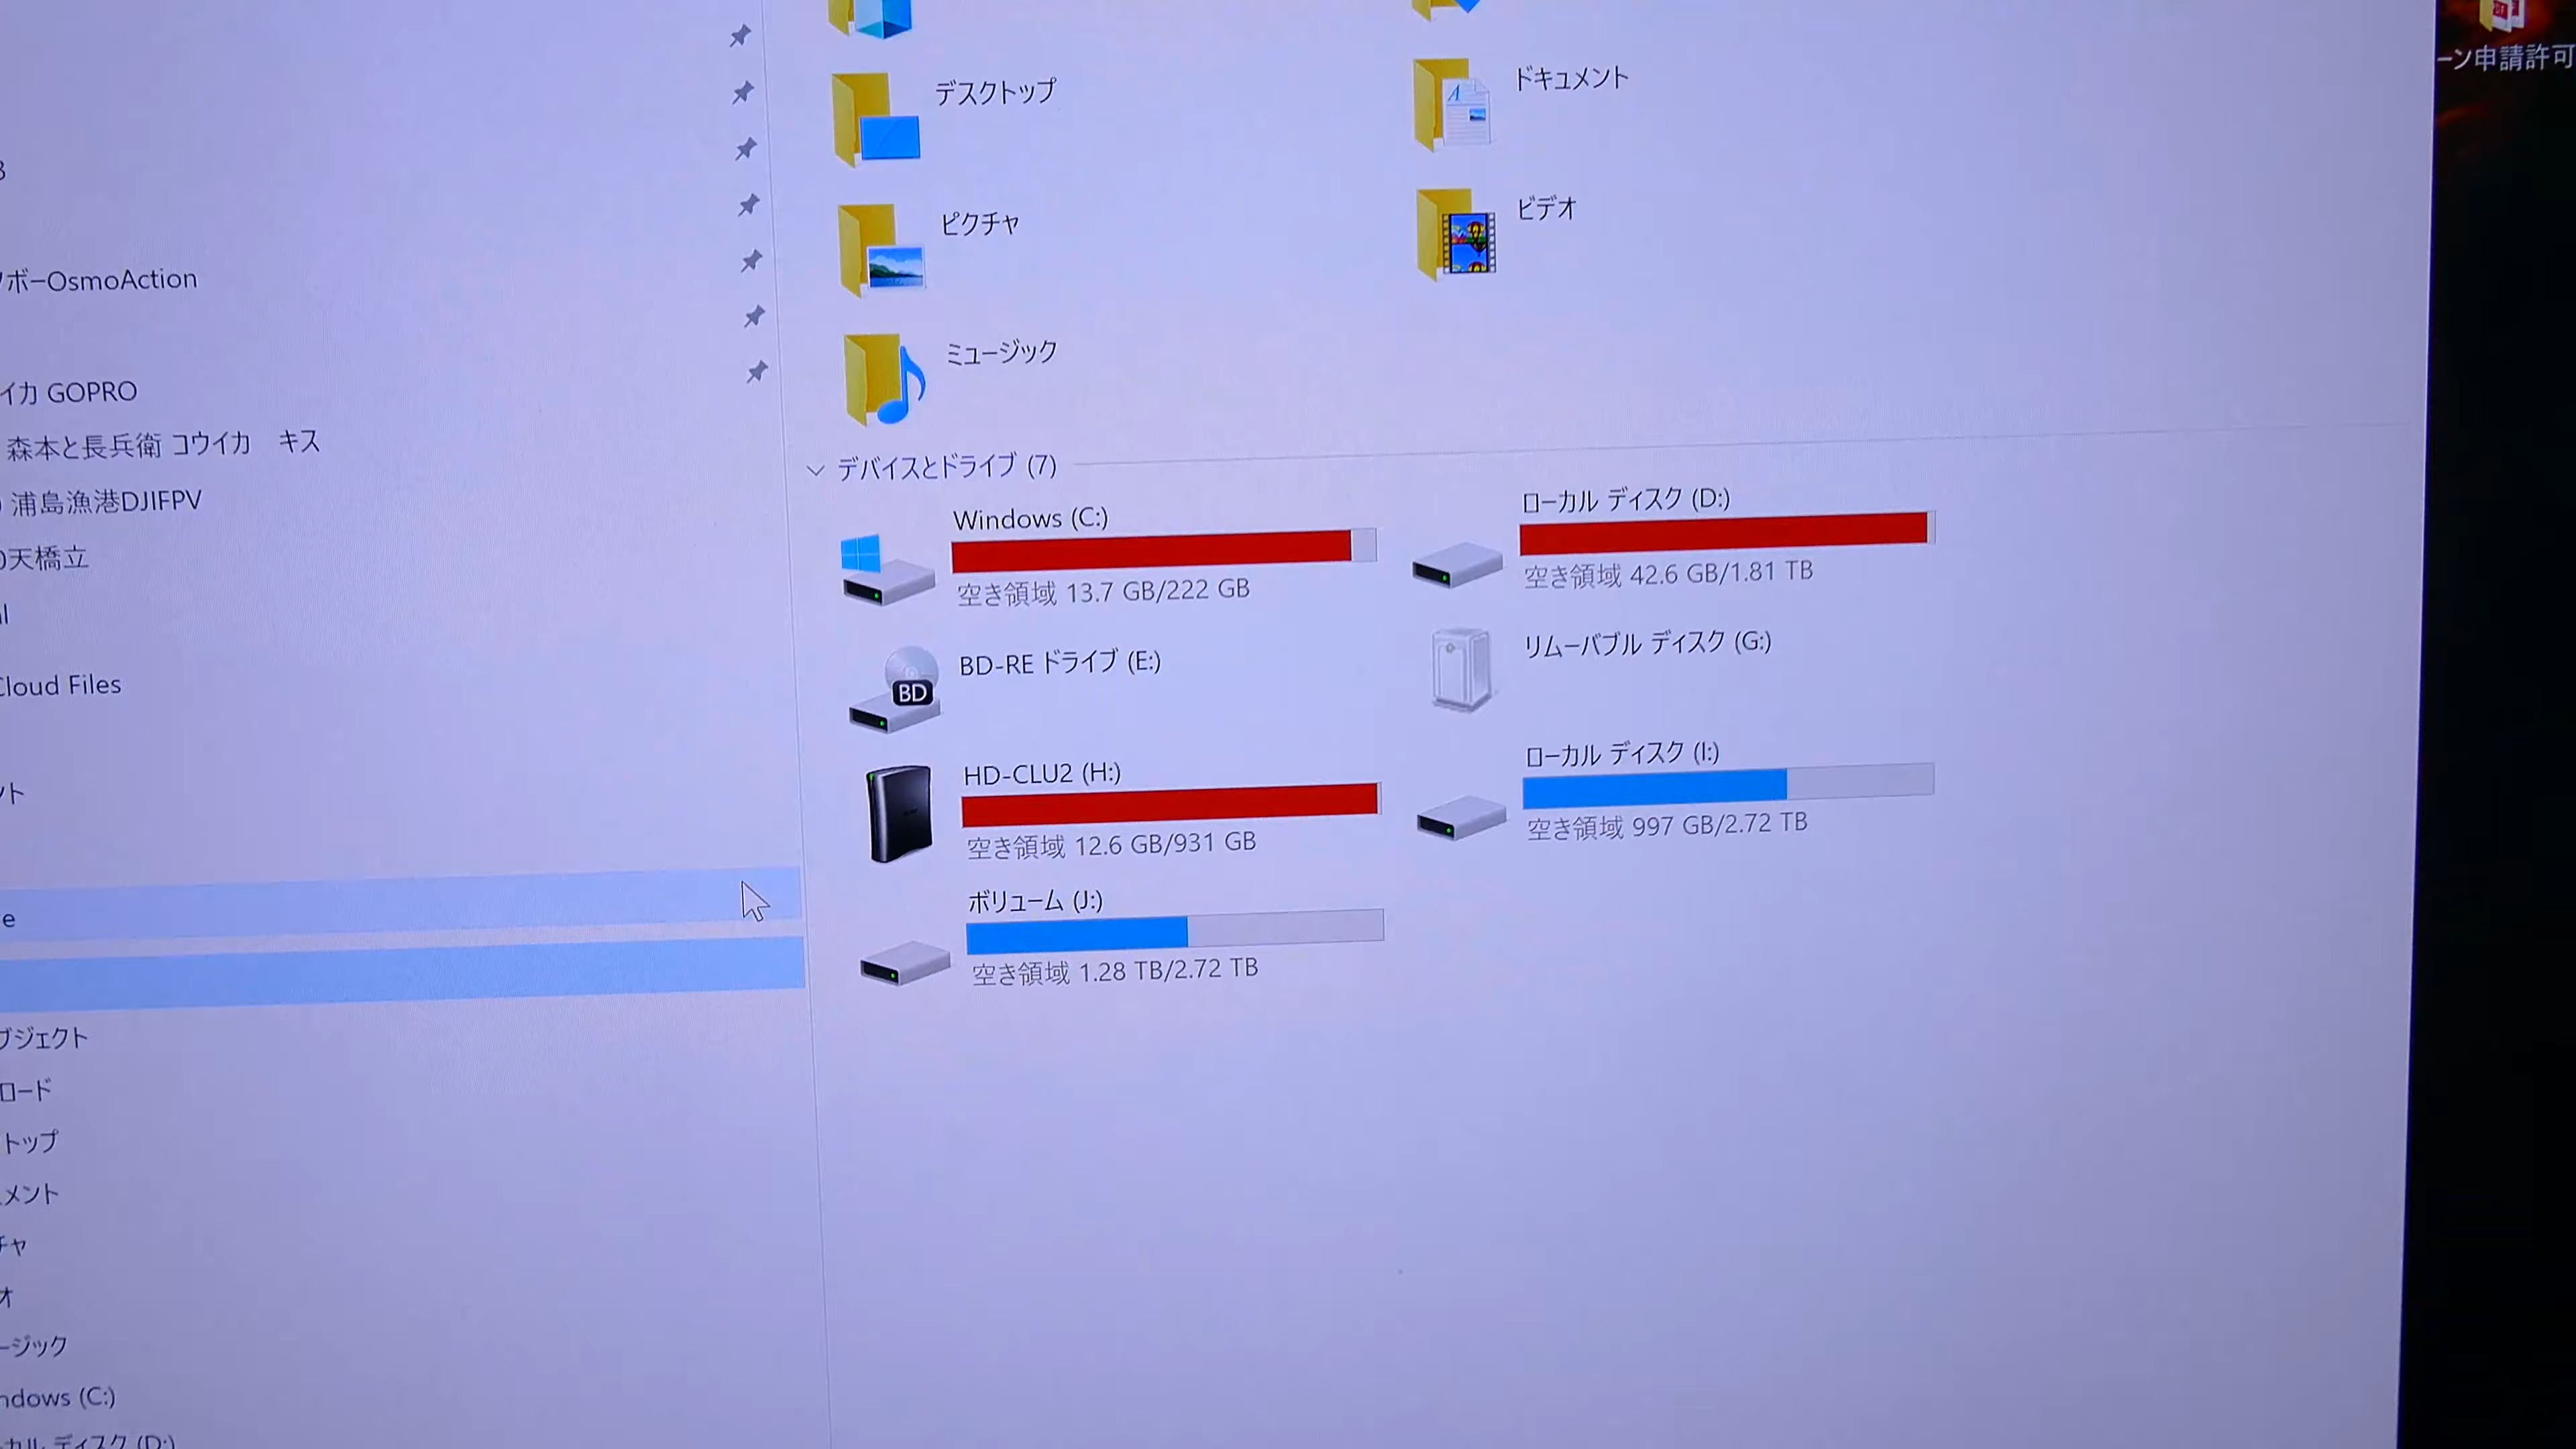 ーン申請許可
デスクトップ
ドキュメント
ピクチャ
ビデオ
ミュージック
デバイスとドライブ (7)
Windows (C:)
空き領域 13.7 GB/222 GB
ローカル ディスク (D:)
空き領域 42.6 GB/1.81 TB
BD-RE ドライブ (E:)
BD
リムーバブル ディスク (G:)
HD-CLU2 (H:)
空き領域 12.6 GB/931 GB
ローカル ディスク (I:)
空き領域 997 GB/2.72 TB
ボリューム (J:)
空き領域 1.28 TB/2.72 TB
ボーOsmoAction
イカ GOPRO
森本と長兵衛 コウイカ　キス
浦島漁港DJIFPV
天橋立
Cloud Files
ント
e
ブジェクト
ロード
トップ
メント
チャ
オ
ージック
ndows (C:)
カル ディスク (D:)